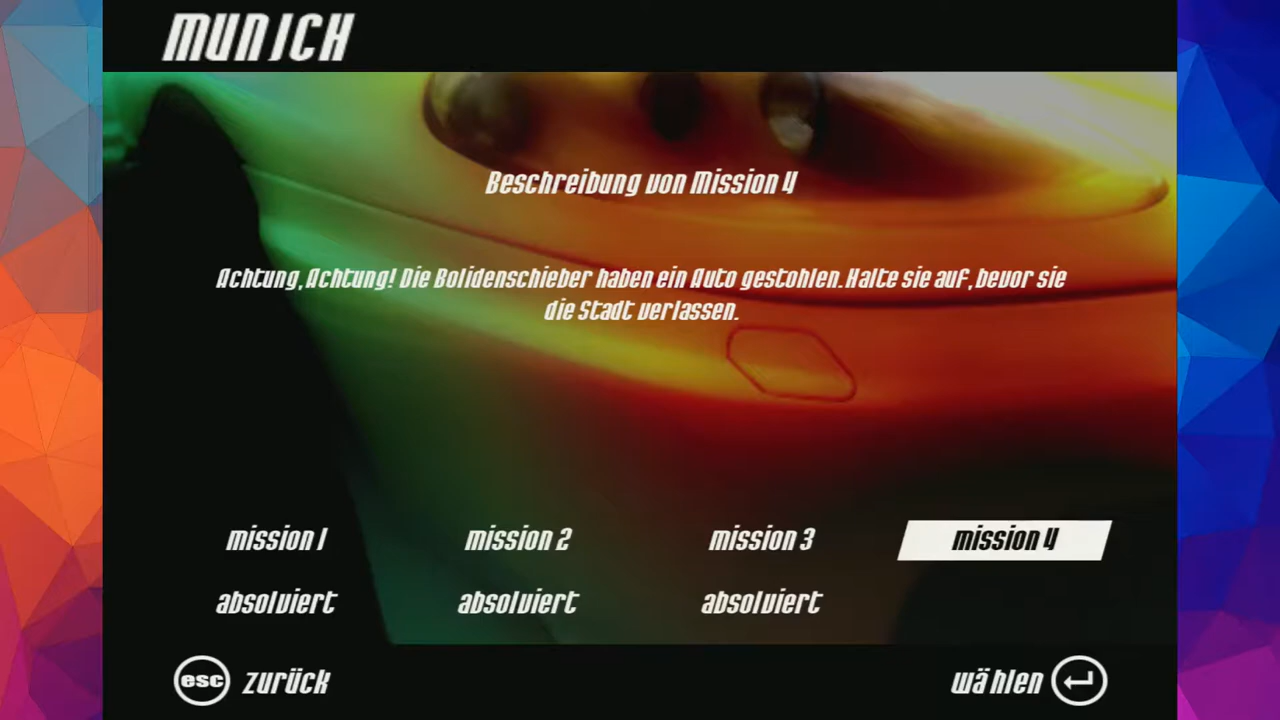 MUNICH
Beschreibung von Mission 4
Achtung, Achtung! Die Bolidenschieber haben ein Auto gestohlen. Halte sie auf, bevor sie
die Stadt verlassen.
mission 1 mission 2 mission 3 mission 4
absolviert absolviert absolviert
esc zurück wählen